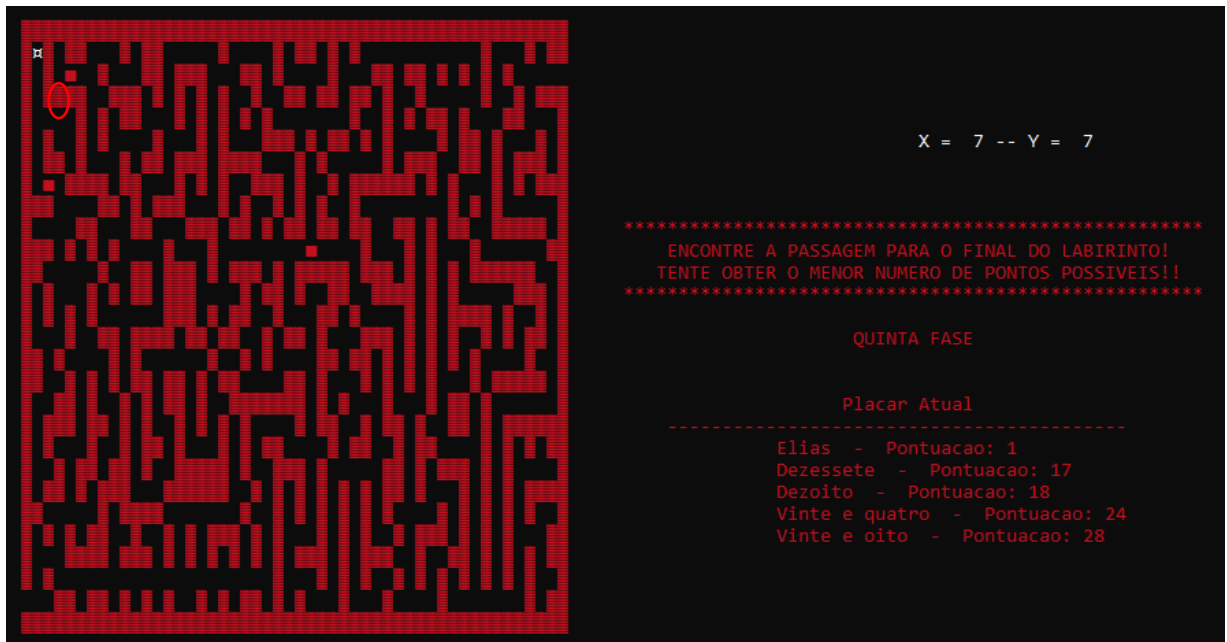 X =  7 -- Y =  7
*****************************************************
ENCONTRE A PASSAGEM PARA O FINAL DO LABIRINTO!
TENTE OBTER O MENOR NUMERO DE PONTOS POSSIVEIS!!
*****************************************************
QUINTA FASE
Placar Atual
------------------------------------------
Elias  -  Pontuacao: 1
Dezessete  -  Pontuacao: 17
Dezoito  -  Pontuacao: 18
Vinte e quatro  -  Pontuacao: 24
Vinte e oito  -  Pontuacao: 28